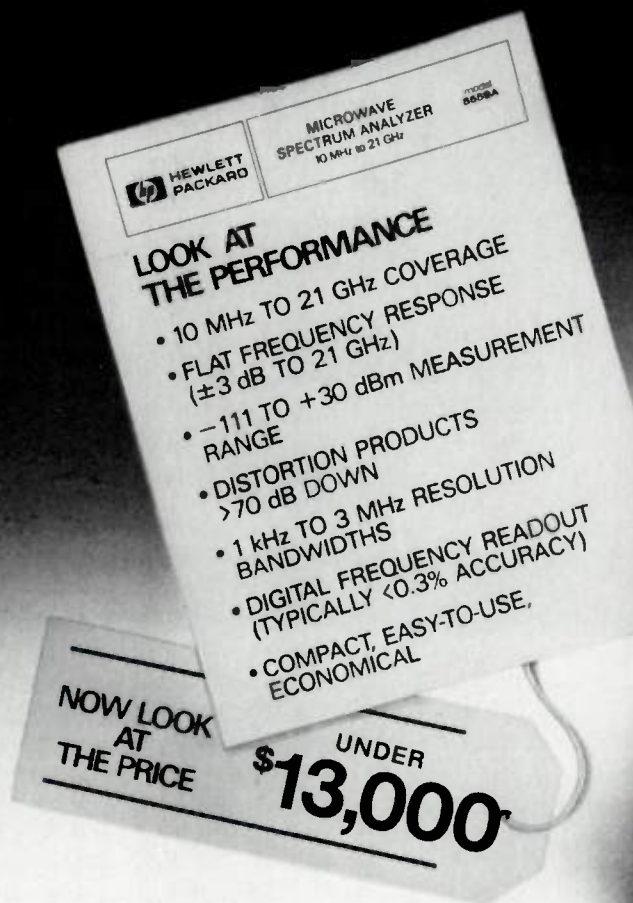 hp HEWLETT
PACKARD
MICROWAVE
SPECTRUM ANALYZER
10 MHz to 21 GHz
model
8559A
LOOK AT
THE PERFORMANCE
• 10 MHz TO 21 GHz COVERAGE
• FLAT FREQUENCY RESPONSE
(±3 dB TO 21 GHz)
• −111 TO +30 dBm MEASUREMENT
RANGE
• DISTORTION PRODUCTS
>70 dB DOWN
• 1 kHz TO 3 MHz RESOLUTION
BANDWIDTHS
• DIGITAL FREQUENCY READOUT
(TYPICALLY <0.3% ACCURACY)
• COMPACT, EASY-TO-USE,
ECONOMICAL
NOW LOOK
AT
THE PRICE
UNDER
$13,000*